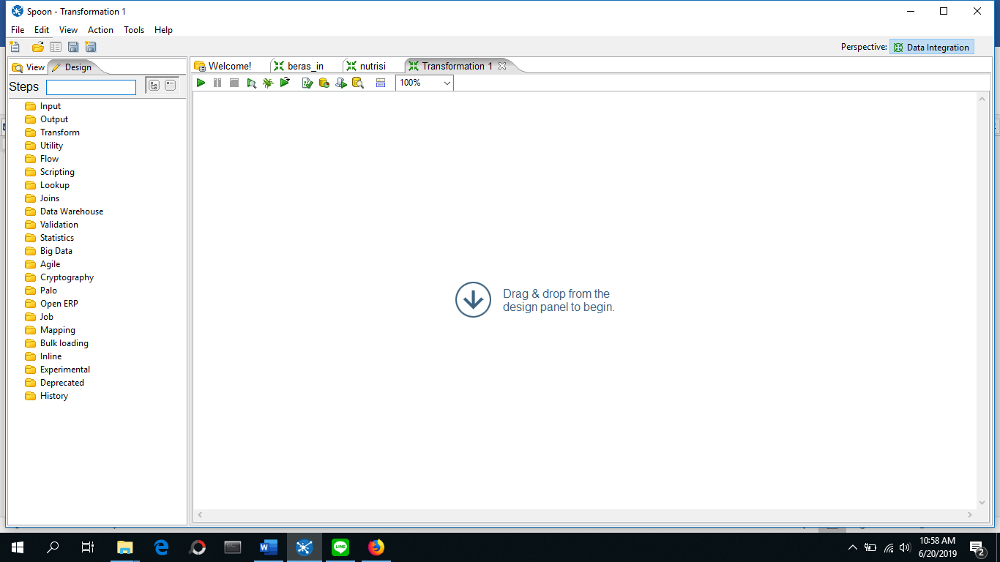 Spoon - Transformation 1
File Edit View Action Tools Help
Perspective: Data Integration
View Design
Welcome! beras_in nutrisi Transformation 1
Steps
100%
Input
Output
Transform
Utility
Flow
Scripting
Lookup
Joins
Data Warehouse
Validation
Statistics
Big Data
Agile
Cryptography
Palo
Open ERP
Job
Mapping
Bulk loading
Inline
Experimental
Deprecated
History
Drag & drop from the
design panel to begin.
LINE
10:58 AM
6/20/2019
2